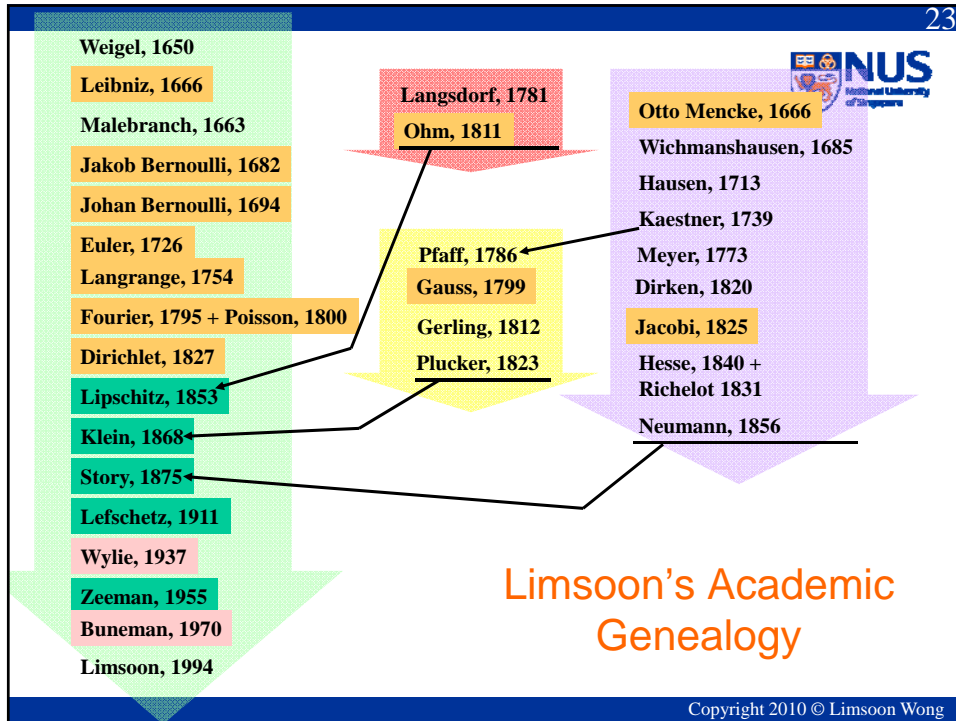 23
Weigel, 1650
Leibniz, 1666
Malebranch, 1663
Jakob Bernoulli, 1682
Johan Bernoulli, 1694
Euler, 1726
Langrange, 1754
Fourier, 1795 + Poisson, 1800
Dirichlet, 1827
Lipschitz, 1853
Klein, 1868
Story, 1875
Lefschetz, 1911
Wylie, 1937
Zeeman, 1955
Buneman, 1970
Limsoon, 1994
Langsdorf, 1781
Ohm, 1811
Pfaff, 1786
Gauss, 1799
Gerling, 1812
Plucker, 1823
NUS
National University
of Singapore
Otto Mencke, 1666
Wichmanshausen, 1685
Hausen, 1713
Kaestner, 1739
Meyer, 1773
Dirken, 1820
Jacobi, 1825
Hesse, 1840 +
Richelot 1831
Neumann, 1856
Limsoon’s Academic
Genealogy
Copyright 2010 © Limsoon Wong